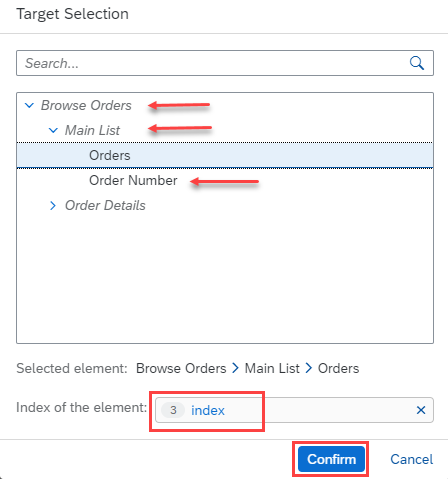 Target Selection
Search...
Browse Orders
Main List
Orders
Order Number
Order Details
Selected element: Browse Orders > Main List > Orders
Index of the element: 3 index
Confirm Cancel